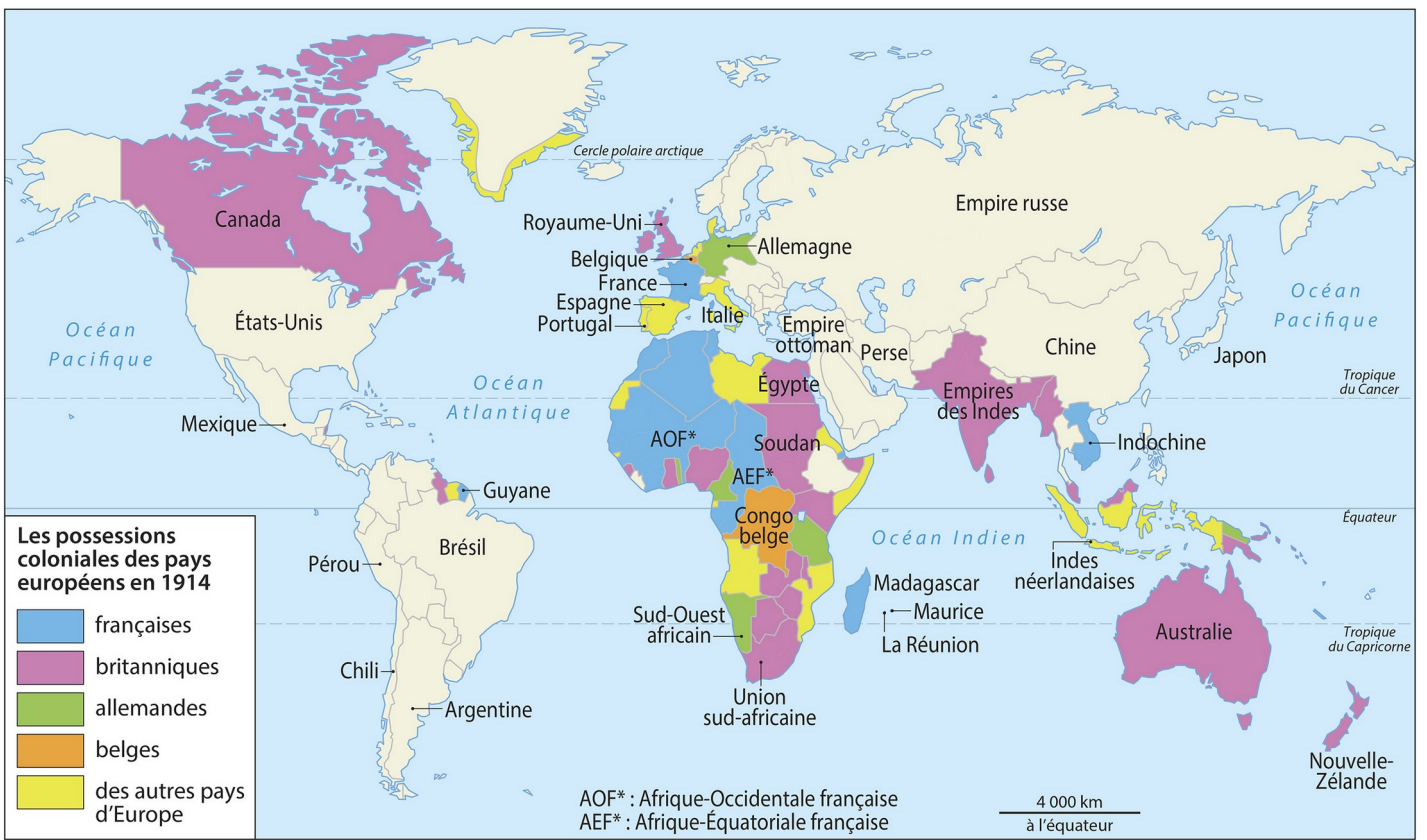 Cercle polaire arctique
Canada
Royaume-Uni
Empire russe
Belgique
Allemagne
France
Espagne
Portugal
Italie
États-Unis
Océan
Pacifique
Océan
Atlantique
Empire
ottoman
Perse
Chine
Japon
Océan
Pacifique
Tropique
du Cancer
Égypte
Empires
des Indes
Mexique
AOF*
Soudan
Indochine
AEF*
Guyane
Congo
belge
Équateur
Océan Indien
Brésil
Pérou
Indes
néerlandaises
Madagascar
Maurice
La Réunion
Sud-Ouest
africain
Australie
Tropique
du Capricorne
Chili
Argentine
Union
sud-africaine
Nouvelle-
Zélande
Les possessions
coloniales des pays
européens en 1914
françaises
britanniques
allemandes
belges
des autres pays
d’Europe
AOF* : Afrique-Occidentale française
AEF* : Afrique-Équatoriale française
4 000 km
à l’équateur